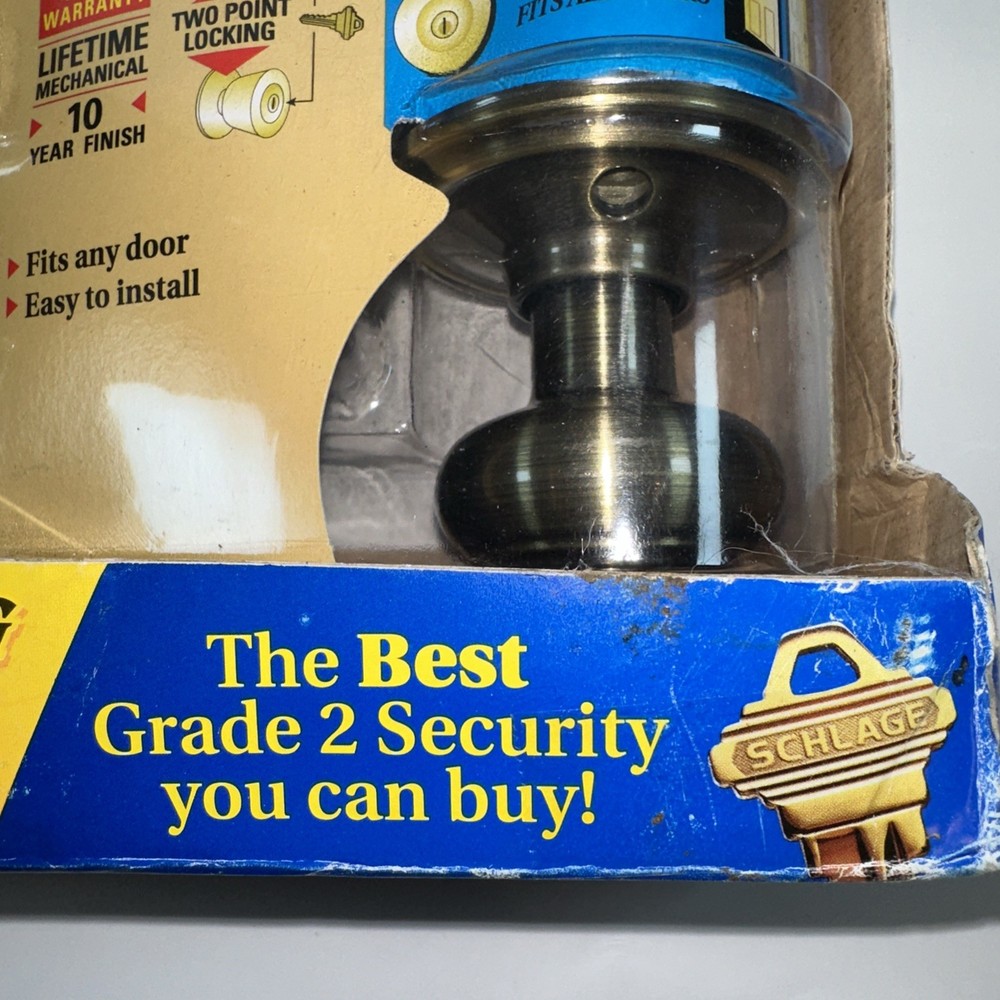 WARRANTY
LIFETIME
MECHANICAL
10
YEAR FINISH
TWO POINT
LOCKING
Fits any door
Easy to install
The Best
Grade 2 Security
you can buy!
SCHLAGE